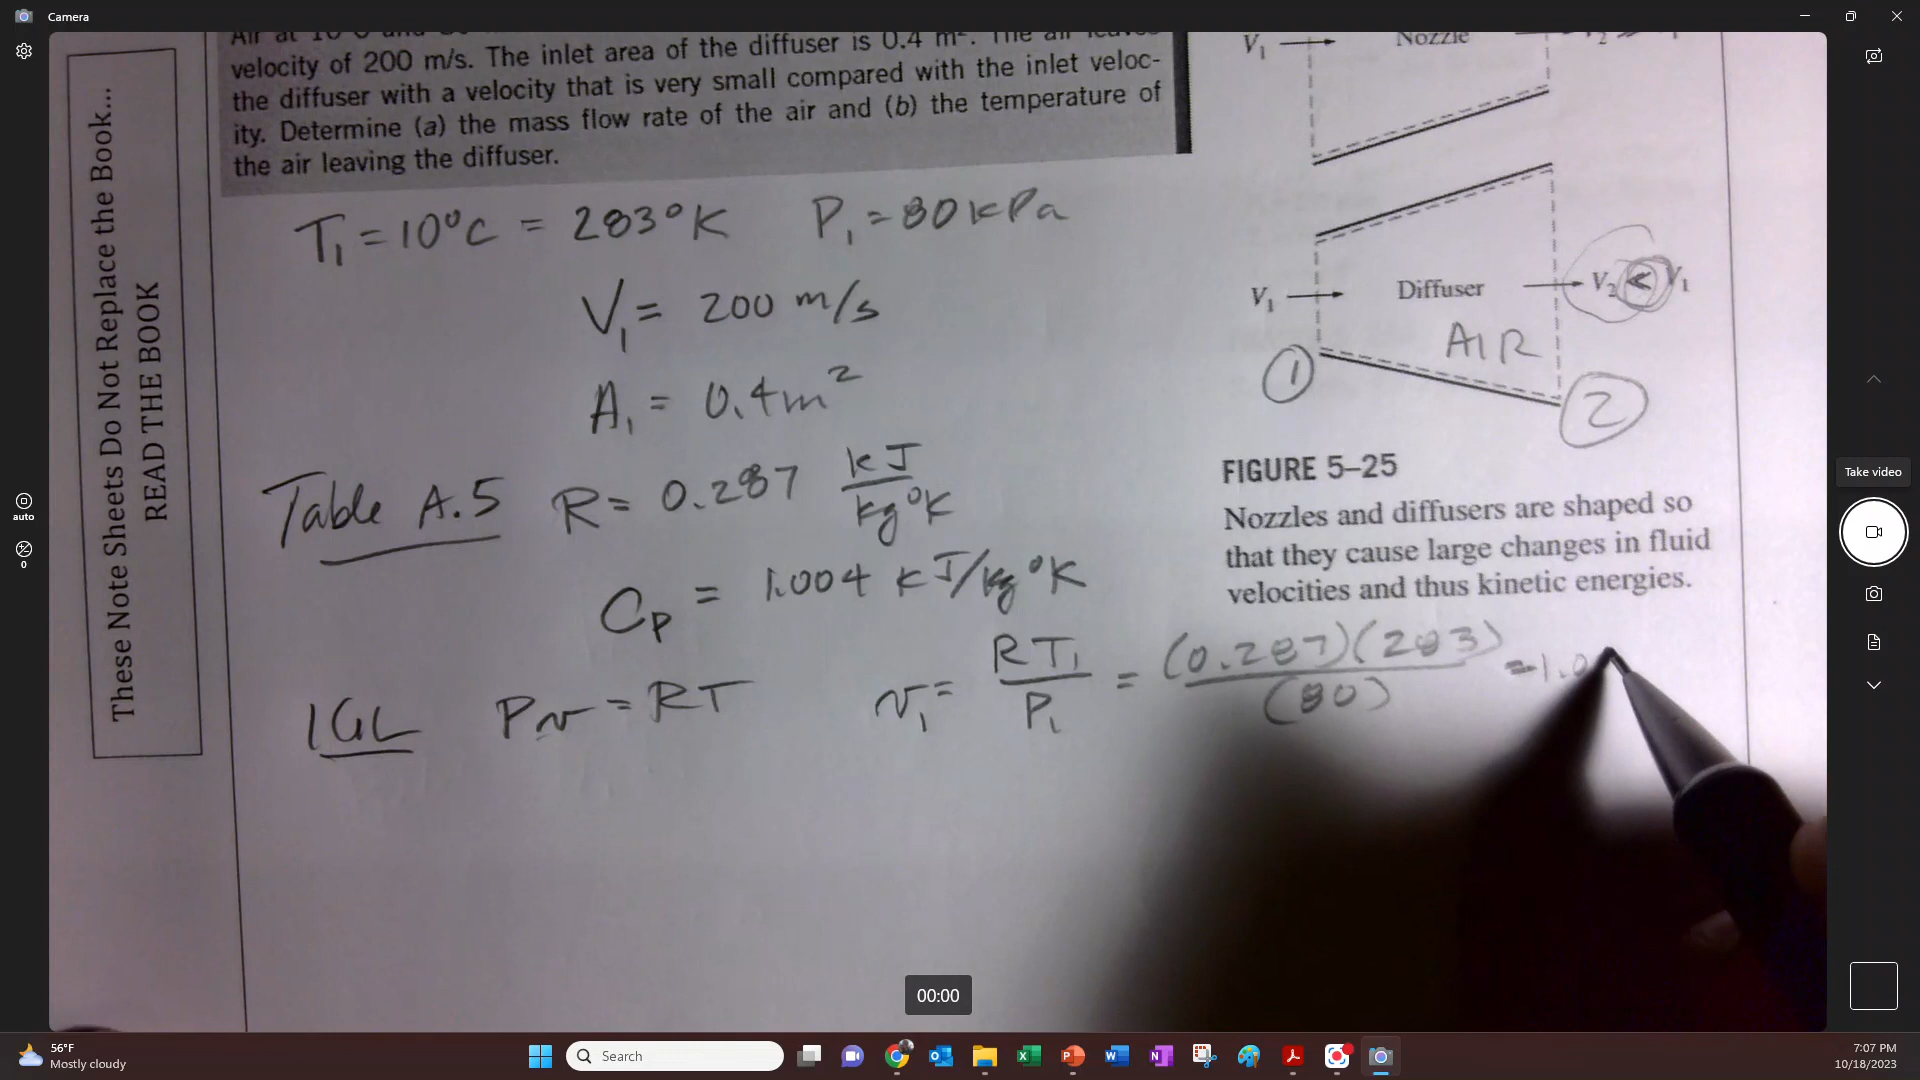 Camera
Air at 10
velocity of 200 m/s. The inlet area of the diffuser is 0.4 m². The air leaves
the diffuser with a velocity that is very small compared with the inlet veloc-
ity. Determine (a) the mass flow rate of the air and (b) the temperature of
the air leaving the diffuser.
These Note Sheets Do Not Replace the Book...
READ THE BOOK
V₁ Nozzle
T₁ = 10°C = 283°K P₁ = 80 kPa
V₁ = 200 m/s
A₁ = 0.4m²
Table A.5 R = 0.287 kJ/kg°K
Cp = 1.004 kJ/kg°K
IGL Pv = RT v₁ = RT₁/P₁ = (0.287)(283)/(80) = 1.0
V₁ Diffuser V₂ ≪ V₁
AIR
1
2
FIGURE 5–25
Nozzles and diffusers are shaped so
that they cause large changes in fluid
velocities and thus kinetic energies.
auto
0
Take video
00:00
56°F
Mostly cloudy
Search
7:07 PM
10/18/2023